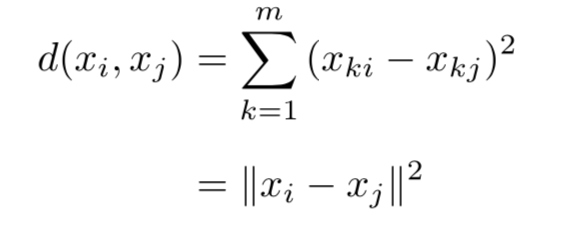 d(x_i, x_j) = \sum_{k=1}^{m} (x_{ki} - x_{kj})^2
= \|x_i - x_j\|^2